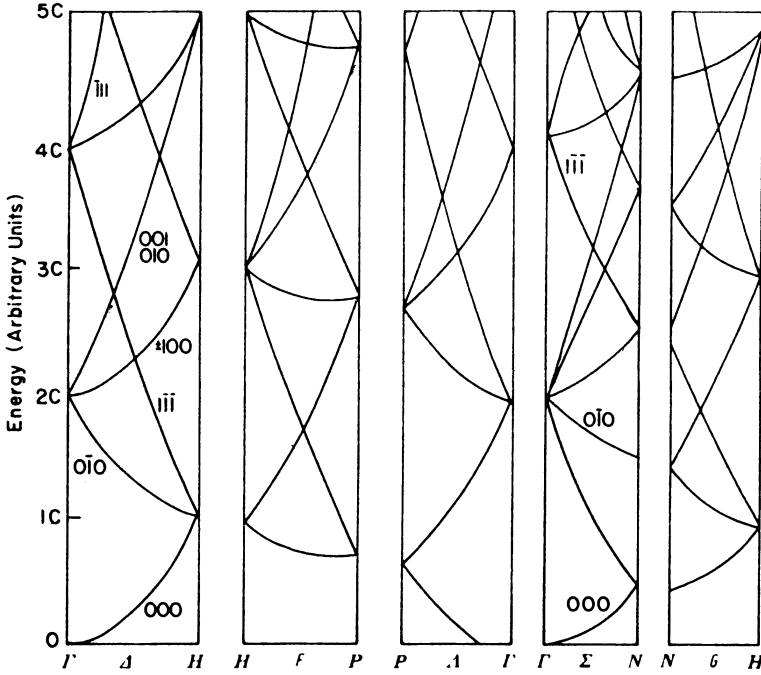 5C
4C
3C
2C
1C
0
Energy (Arbitrary Units)
1̄11
001
010
±100
11̄1̄
01̄0
000
11̄1̄
01̄0
000
Γ Δ H
H F P
P Λ Γ
Γ Σ N
N G H